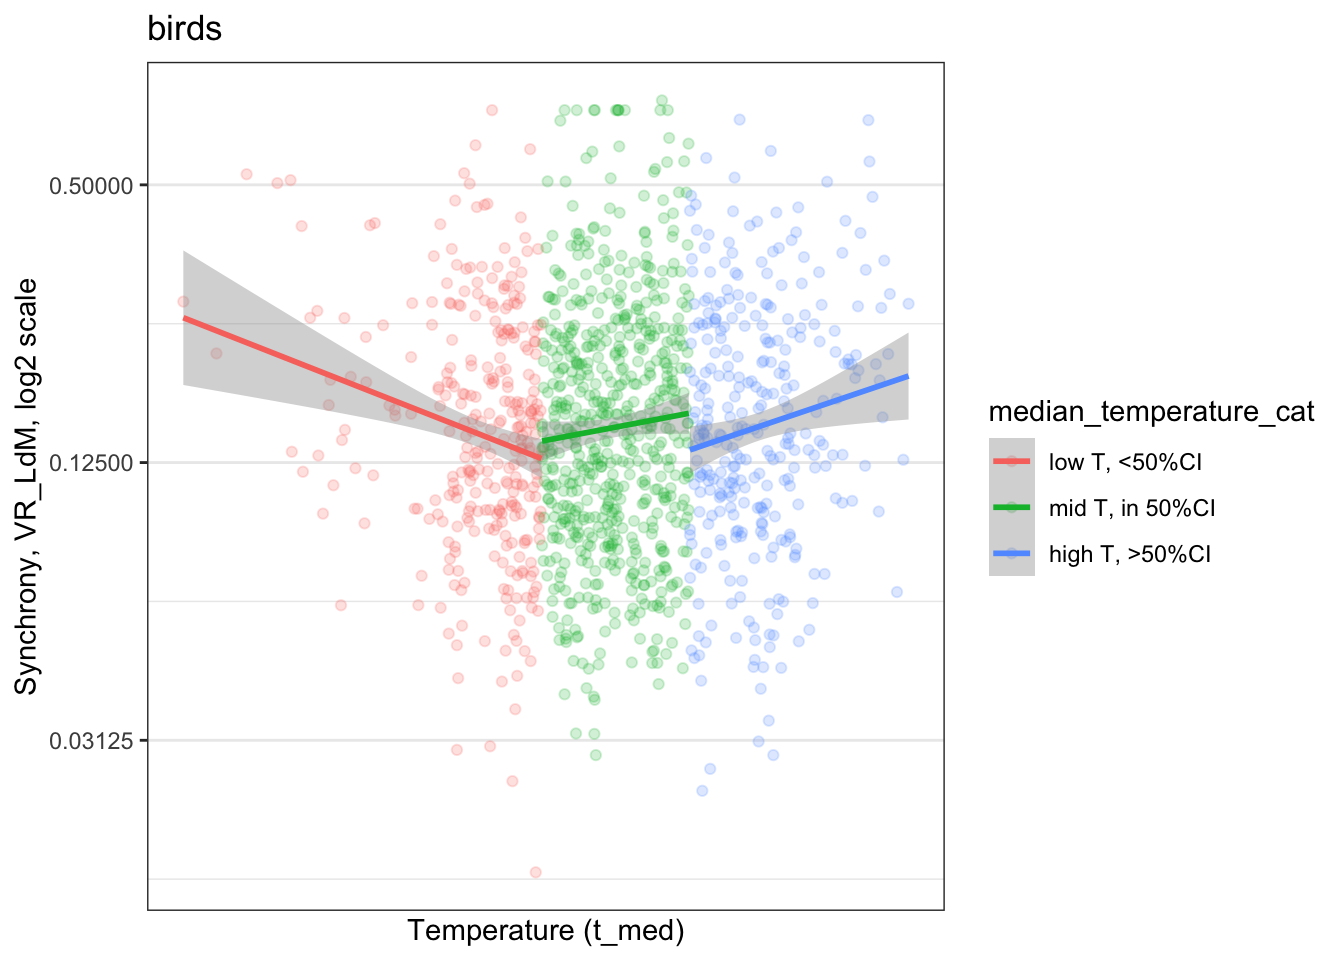 birds
Synchrony, VR_LdM, log2 scale
0.50000
0.12500
0.03125
Temperature (t_med)
median_temperature_cat
low T, <50%CI
mid T, in 50%CI
high T, >50%CI